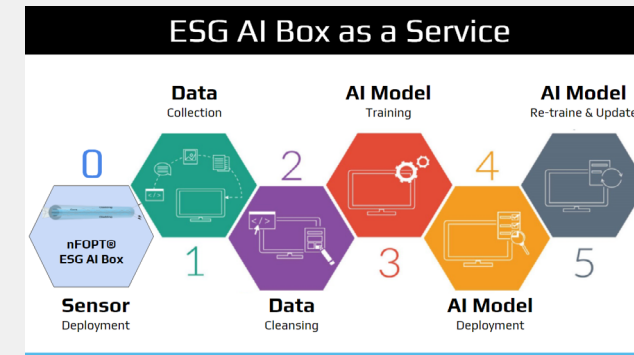 ESG AI Box as a Service
Data
Collection
AI Model
Training
AI Model
Re-traine & Update
0
2
4
nFOPT®
ESG AI Box
</>
</>
1
3
5
Sensor
Deployment
Data
Cleansing
AI Model
Deployment